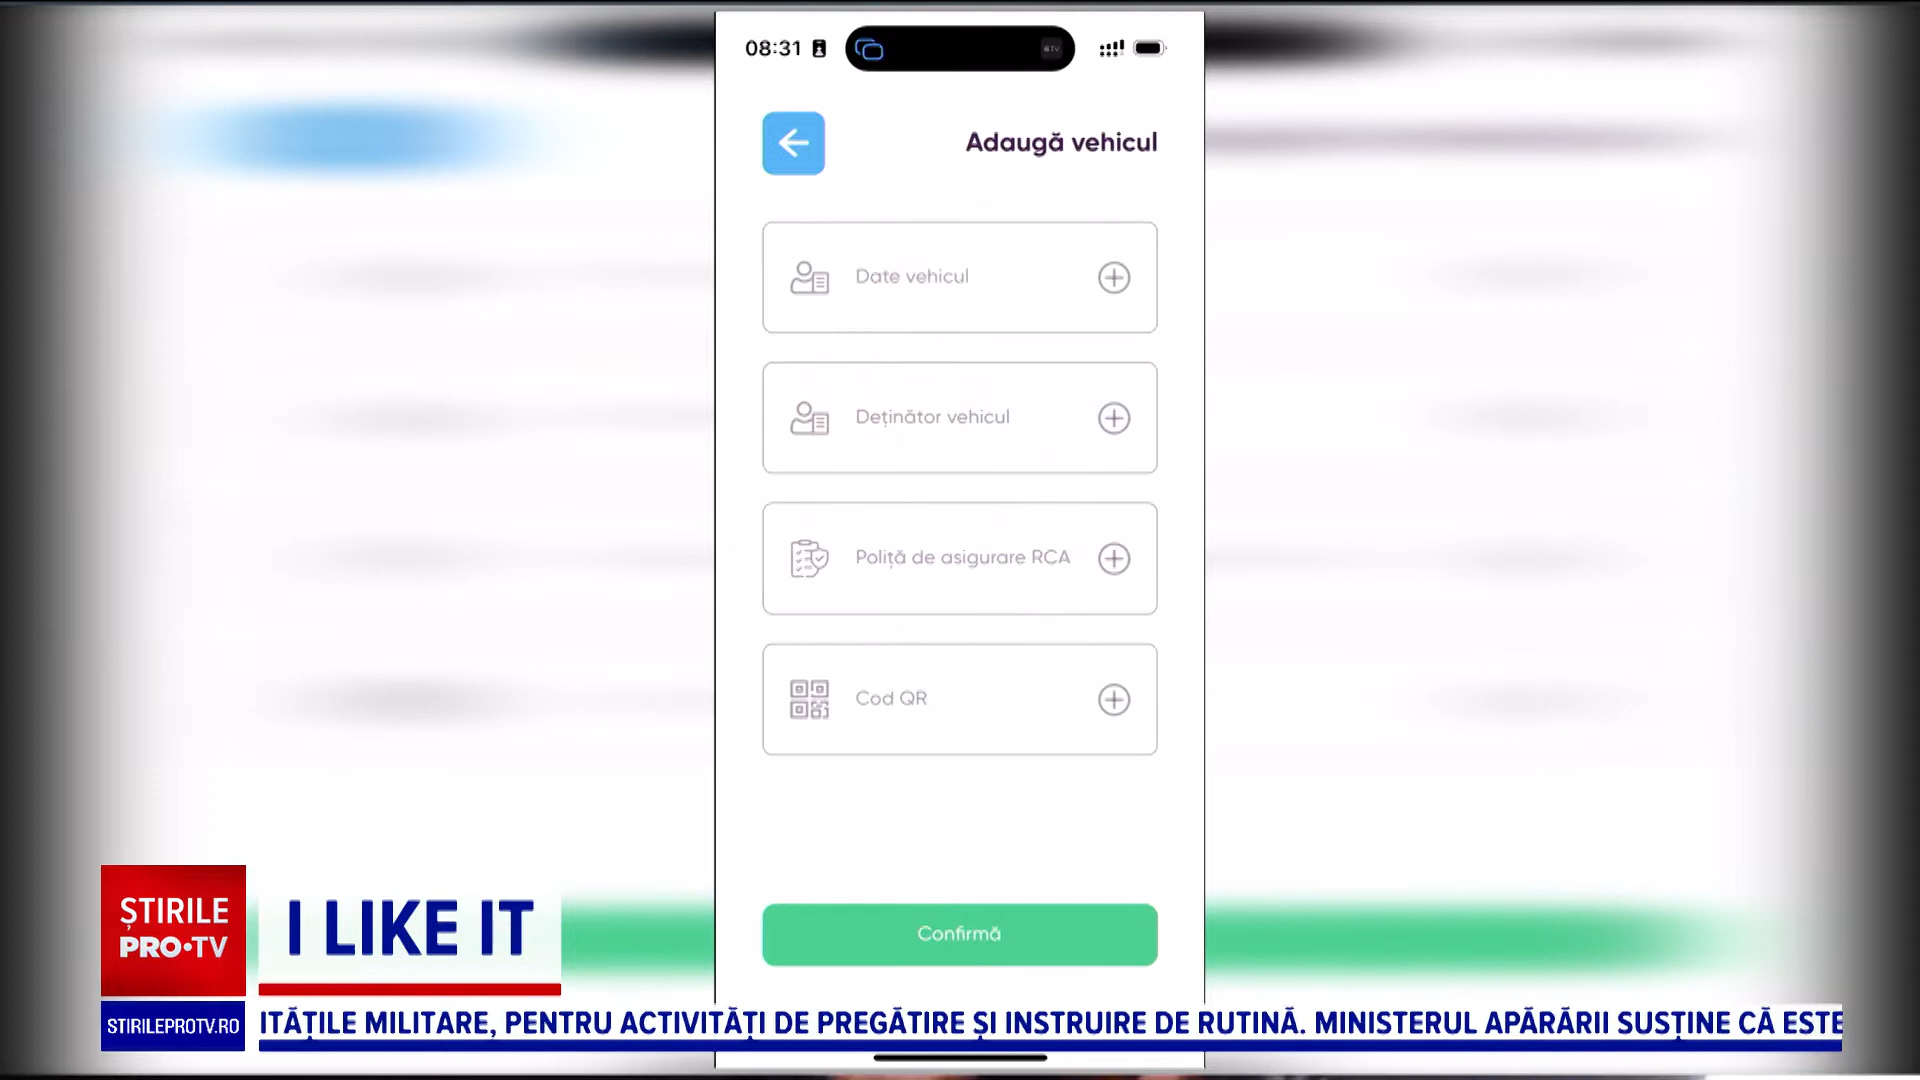 08:31
tv
Adaugă vehicul
Date vehicul
Deținător vehicul
Poliță de asigurare RCA
Cod QR
Confirmă
ȘTIRILE
PRO•TV
I LIKE IT
STIRILEPROTV.RO
ITĂȚILE MILITARE, PENTRU ACTIVITĂȚI DE PREGĂTIRE ȘI INSTRUIRE DE RUTINĂ. MINISTERUL APĂRĂRII SUSȚINE CĂ ESTE